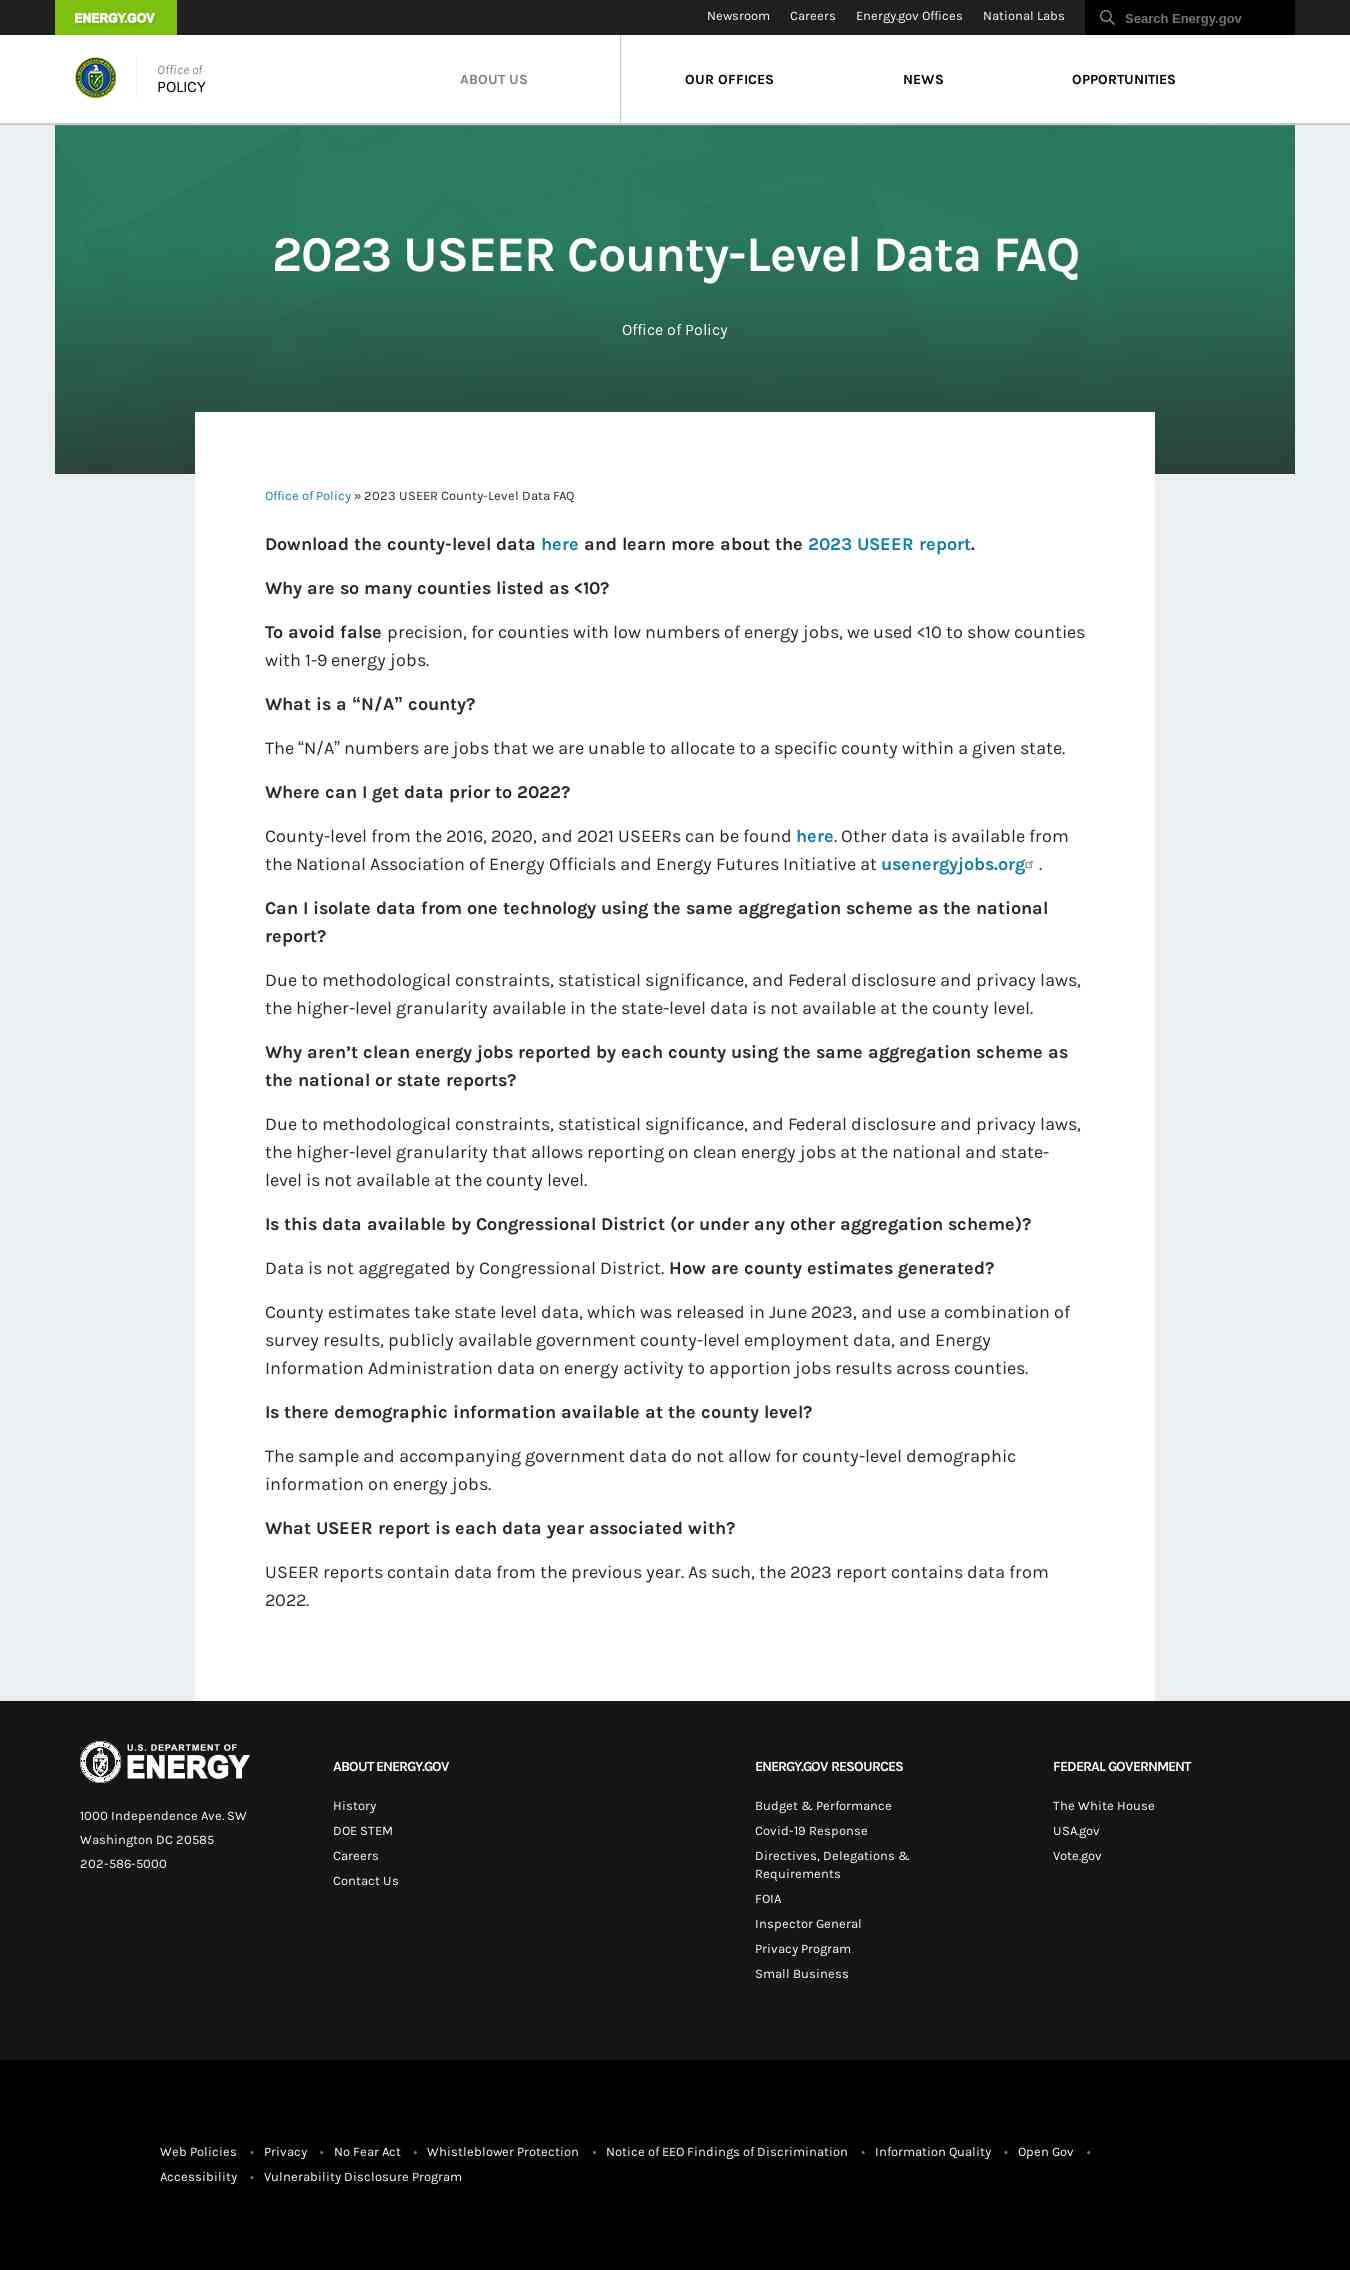 ENERGY.GOV
Newsroom Careers Energy.gov Offices National Labs Search Energy.gov
Office of
POLICY
ABOUT US OUR OFFICES NEWS OPPORTUNITIES
2023 USEER County-Level Data FAQ
Office of Policy
Office of Policy » 2023 USEER County-Level Data FAQ
Download the county-level data here and learn more about the 2023 USEER report.
Why are so many counties listed as <10?
To avoid false precision, for counties with low numbers of energy jobs, we used <10 to show counties
with 1-9 energy jobs.
What is a “N/A” county?
The “N/A” numbers are jobs that we are unable to allocate to a specific county within a given state.
Where can I get data prior to 2022?
County-level from the 2016, 2020, and 2021 USEERs can be found here. Other data is available from
the National Association of Energy Officials and Energy Futures Initiative at usenergyjobs.org .
Can I isolate data from one technology using the same aggregation scheme as the national
report?
Due to methodological constraints, statistical significance, and Federal disclosure and privacy laws,
the higher-level granularity available in the state-level data is not available at the county level.
Why aren’t clean energy jobs reported by each county using the same aggregation scheme as
the national or state reports?
Due to methodological constraints, statistical significance, and Federal disclosure and privacy laws,
the higher-level granularity that allows reporting on clean energy jobs at the national and state-
level is not available at the county level.
Is this data available by Congressional District (or under any other aggregation scheme)?
Data is not aggregated by Congressional District. How are county estimates generated?
County estimates take state level data, which was released in June 2023, and use a combination of
survey results, publicly available government county-level employment data, and Energy
Information Administration data on energy activity to apportion jobs results across counties.
Is there demographic information available at the county level?
The sample and accompanying government data do not allow for county-level demographic
information on energy jobs.
What USEER report is each data year associated with?
USEER reports contain data from the previous year. As such, the 2023 report contains data from
2022.
U.S. DEPARTMENT OF
ENERGY
1000 Independence Ave. SW
Washington DC 20585
202-586-5000
ABOUT ENERGY.GOV
History
DOE STEM
Careers
Contact Us
ENERGY.GOV RESOURCES
Budget & Performance
Covid-19 Response
Directives, Delegations &
Requirements
FOIA
Inspector General
Privacy Program
Small Business
FEDERAL GOVERNMENT
The White House
USA.gov
Vote.gov
Web Policies • Privacy • No Fear Act • Whistleblower Protection • Notice of EEO Findings of Discrimination • Information Quality • Open Gov •
Accessibility • Vulnerability Disclosure Program